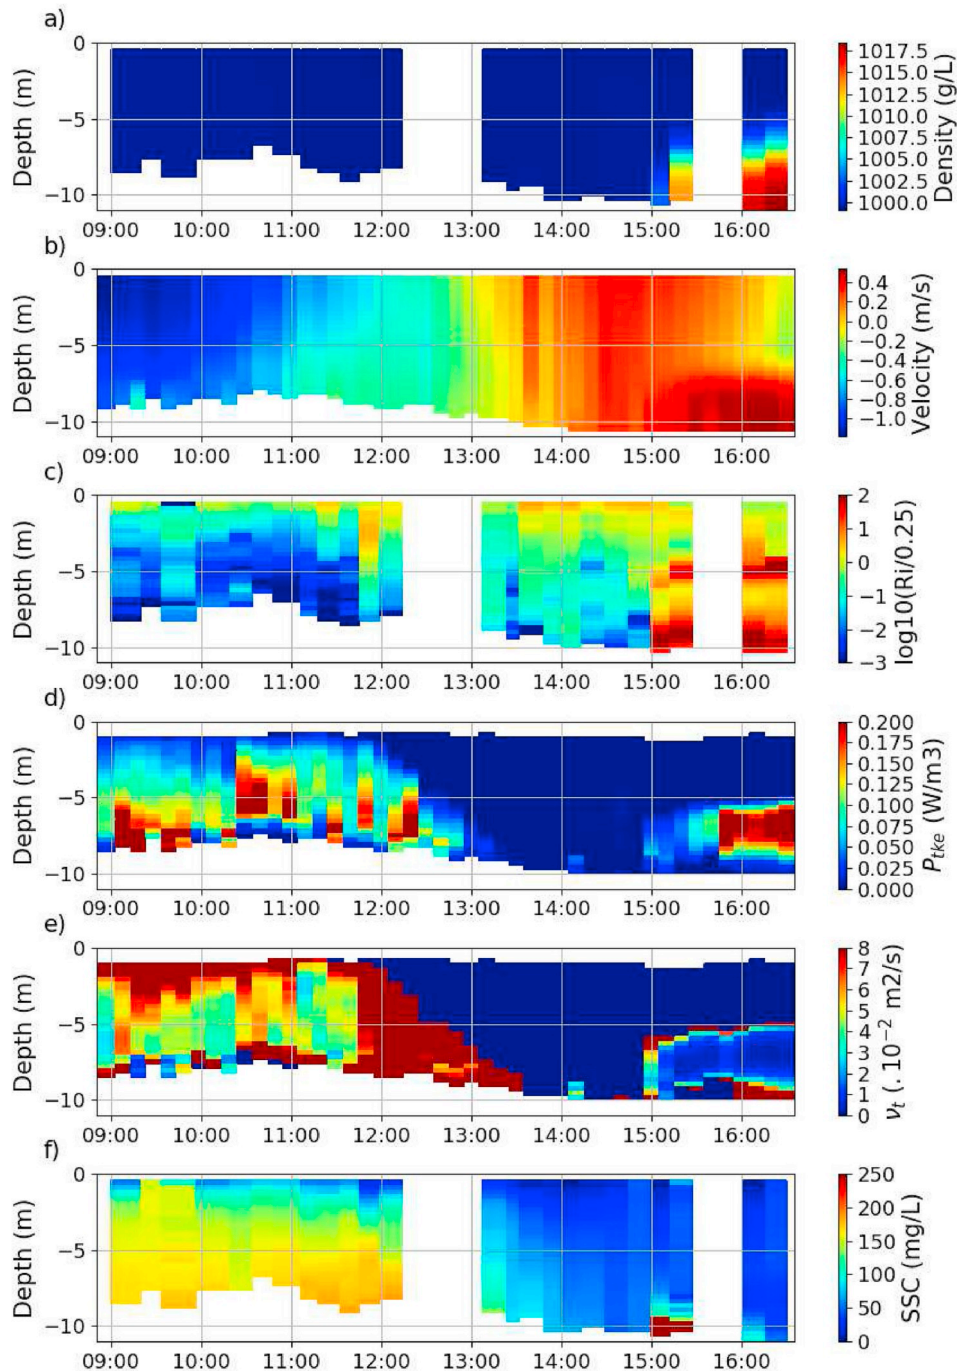 a)
0
−5
−10
Depth (m)
09:00 10:00 11:00 12:00 13:00 14:00 15:00 16:00
1017.5
1015.0
1012.5
1010.0
1007.5
1005.0
1002.5
1000.0
Density (g/L)
b)
0
−5
−10
Depth (m)
09:00 10:00 11:00 12:00 13:00 14:00 15:00 16:00
0.4
0.2
0.0
−0.2
−0.4
−0.6
−0.8
−1.0
Velocity (m/s)
c)
0
−5
−10
Depth (m)
09:00 10:00 11:00 12:00 13:00 14:00 15:00 16:00
2
1
0
−1
−2
−3
log10(Ri/0.25)
d)
0
−5
−10
Depth (m)
09:00 10:00 11:00 12:00 13:00 14:00 15:00 16:00
0.200
0.175
0.150
0.125
0.100
0.075
0.050
0.025
0.000
P_tke (W/m3)
e)
0
−5
−10
Depth (m)
09:00 10:00 11:00 12:00 13:00 14:00 15:00 16:00
8
7
6
5
4
3
2
1
0
ν_t (. 10⁻² m2/s)
f)
0
−5
−10
Depth (m)
09:00 10:00 11:00 12:00 13:00 14:00 15:00 16:00
250
200
150
100
50
0
SSC (mg/L)